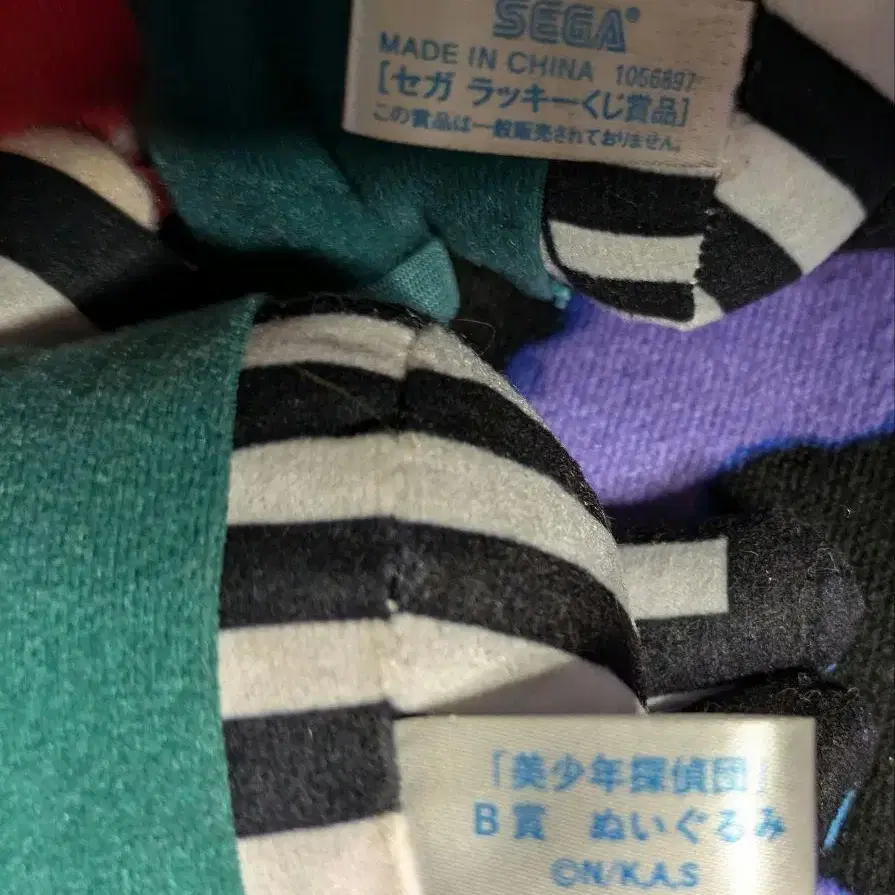 SEGA®
MADE IN CHINA 1056897
[セガ ラッキーくじ賞品]
この賞品は一般販売されておりません。
「美少年探偵団」
B賞 ぬいぐるみ
©N/K.A.S